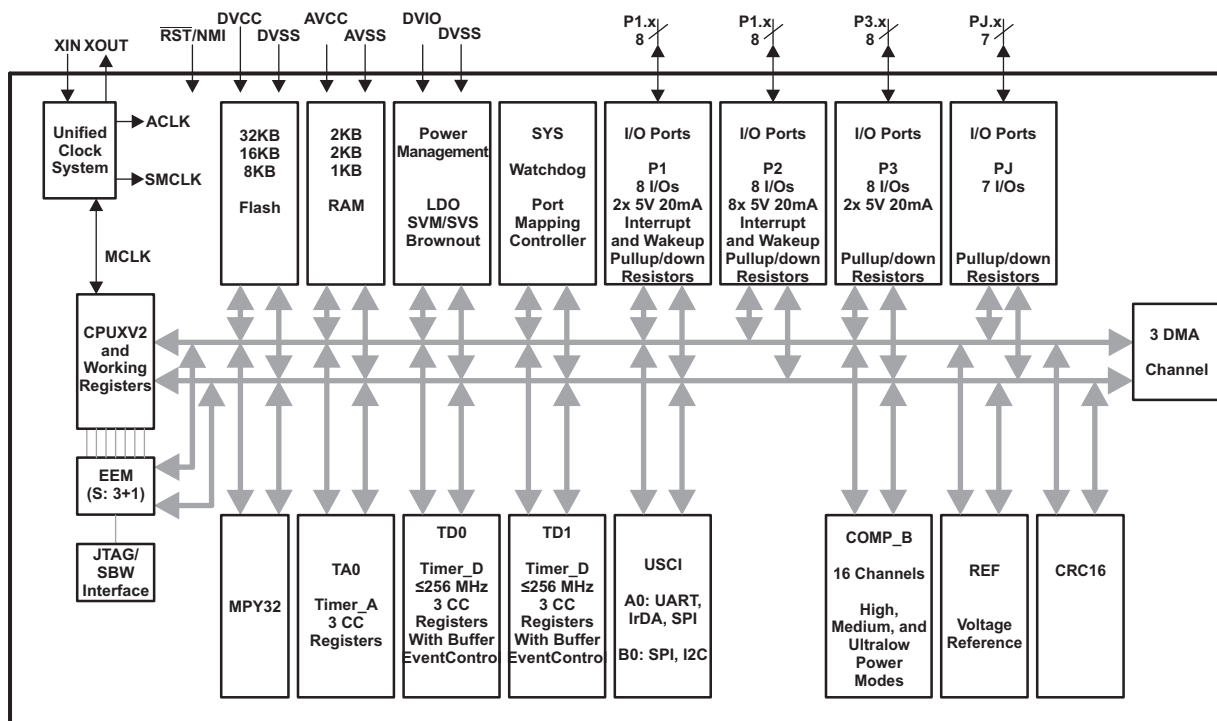 DVCC AVCC DVIO P1.x P1.x P3.x PJ.x
XIN XOUT RST/NMI DVSS AVSS DVSS 8 8 8 7
Unified
Clock
System
ACLK
SMCLK
MCLK
32KB
16KB
8KB
Flash
2KB
2KB
1KB
RAM
Power
Management
LDO
SVM/SVS
Brownout
SYS
Watchdog
Port
Mapping
Controller
I/O Ports
P1
8 I/Os
2x 5V 20mA
Interrupt
and Wakeup
Pullup/down
Resistors
I/O Ports
P2
8 I/Os
8x 5V 20mA
Interrupt
and Wakeup
Pullup/down
Resistors
I/O Ports
P3
8 I/Os
2x 5V 20mA
Pullup/down
Resistors
I/O Ports
PJ
7 I/Os
Pullup/down
Resistors
CPUXV2
and
Working
Registers
3 DMA
Channel
EEM
(S: 3+1)
JTAG/
SBW
Interface
MPY32
TA0
Timer_A
3 CC
Registers
TD0
Timer_D
≤256 MHz
3 CC
Registers
With Buffer
EventControl
TD1
Timer_D
≤256 MHz
3 CC
Registers
With Buffer
EventControl
USCI
A0: UART,
IrDA, SPI
B0: SPI, I2C
COMP_B
16 Channels
High,
Medium, and
Ultralow
Power
Modes
REF
Voltage
Reference
CRC16